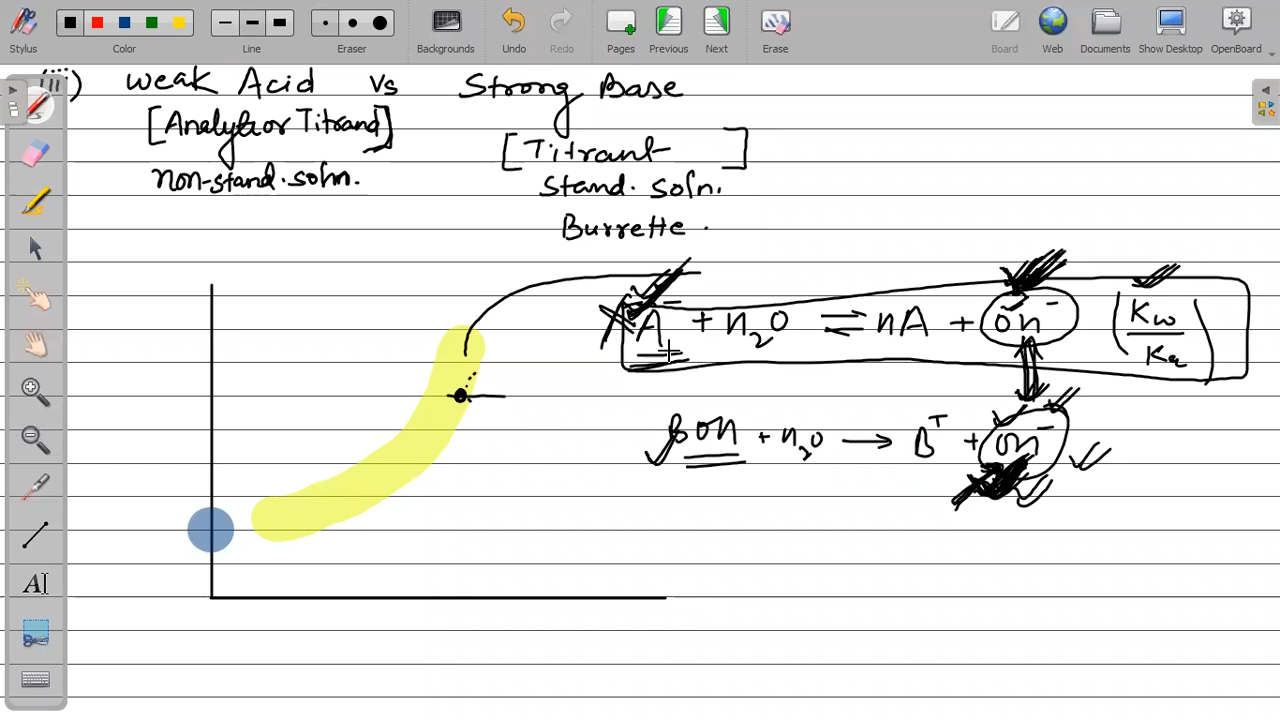 Stylus Color Line Eraser Backgrounds Undo Redo Pages Previous Next Erase Board Web Documents Show Desktop OpenBoard
(iii) weak Acid Vs Strong Base
[Analyte or Titrand] [Titrant]
non-stand. soln. stand. soln.
Burrette.
A⁻ + H₂O ⇌ HA + OH⁻ (Kw/Ka)
BOH + H₂O → B⁺ + OH⁻